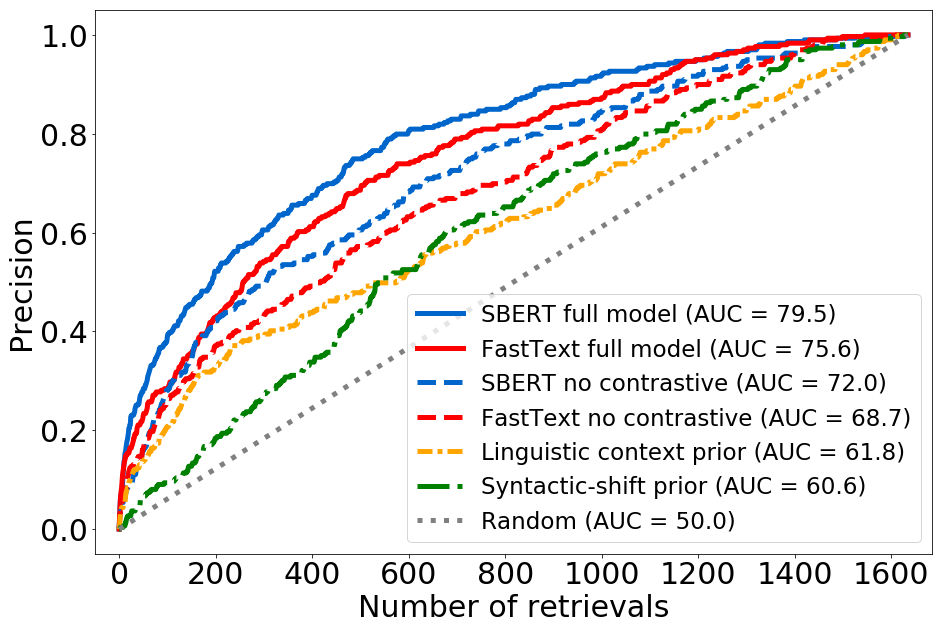 1.0
0.8
0.6
0.4
0.2
0.0
Precision
SBERT full model (AUC = 79.5)
FastText full model (AUC = 75.6)
SBERT no contrastive (AUC = 72.0)
FastText no contrastive (AUC = 68.7)
Linguistic context prior (AUC = 61.8)
Syntactic-shift prior (AUC = 60.6)
Random (AUC = 50.0)
0 200 400 600 800 1000 1200 1400 1600
Number of retrievals